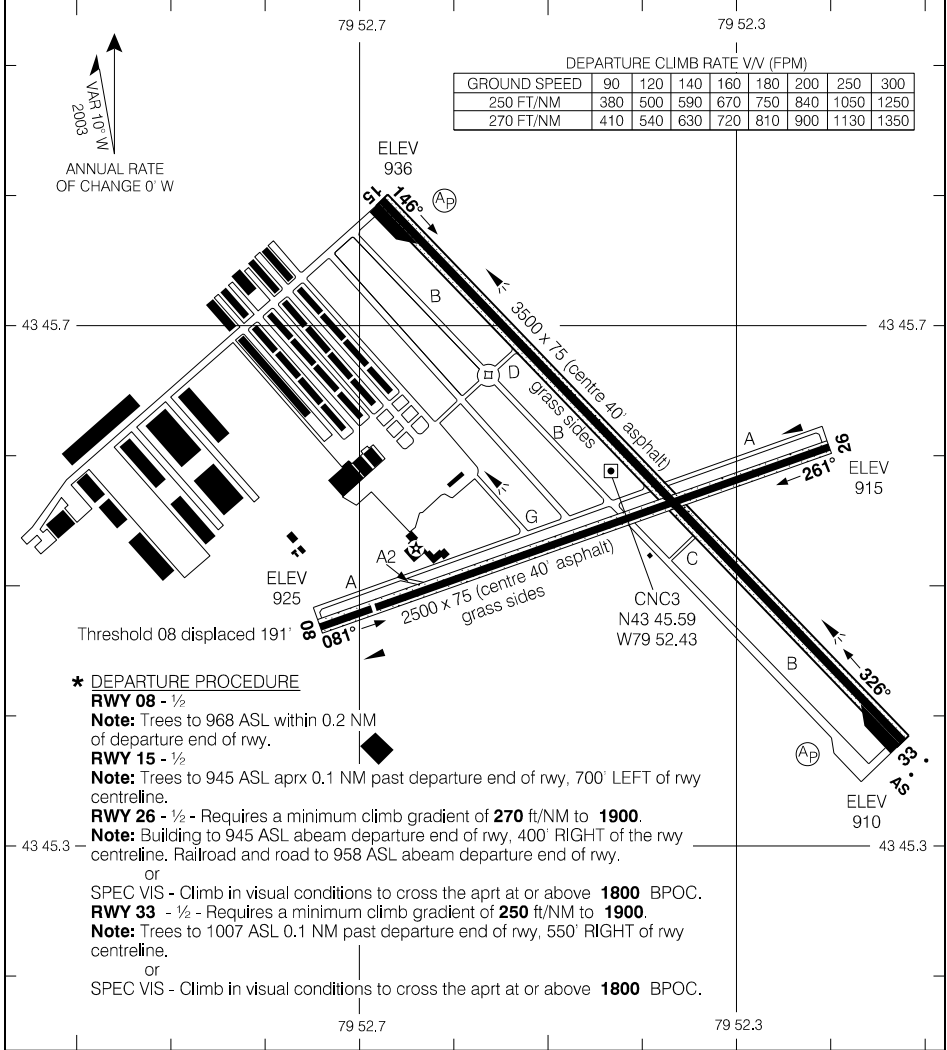 79 52.7
79 52.3
DEPARTURE CLIMB RATE V/V (FPM)
GROUND SPEED 90 120 140 160 180 200 250 300
250 FT/NM 380 500 590 670 750 840 1050 1250
270 FT/NM 410 540 630 720 810 900 1130 1350
VAR 10° W
2003
ANNUAL RATE
OF CHANGE 0' W
ELEV
936
15
146°
AP
B
43 45.7
43 45.7
3500 x 75 (centre 40' asphalt)
grass sides
D
B
A
26
261°
ELEV
915
G
A2
A
ELEV
925
2500 x 75 (centre 40' asphalt)
grass sides
C
CNC3
N43 45.59
W79 52.43
Threshold 08 displaced 191'
08
081°
B
326°
33
AP
AS
ELEV
910
* DEPARTURE PROCEDURE
RWY 08 - ½
Note: Trees to 968 ASL within 0.2 NM
of departure end of rwy.
RWY 15 - ½
Note: Trees to 945 ASL aprx 0.1 NM past departure end of rwy, 700' LEFT of rwy
centreline.
RWY 26 - ½ - Requires a minimum climb gradient of 270 ft/NM to 1900.
Note: Building to 945 ASL abeam departure end of rwy, 400' RIGHT of the rwy
centreline. Railroad and road to 958 ASL abeam departure end of rwy.
or
SPEC VIS - Climb in visual conditions to cross the aprt at or above 1800 BPOC.
RWY 33 - ½ - Requires a minimum climb gradient of 250 ft/NM to 1900.
Note: Trees to 1007 ASL 0.1 NM past departure end of rwy, 550' RIGHT of rwy
centreline.
or
SPEC VIS - Climb in visual conditions to cross the aprt at or above 1800 BPOC.
43 45.3
43 45.3
79 52.7
79 52.3